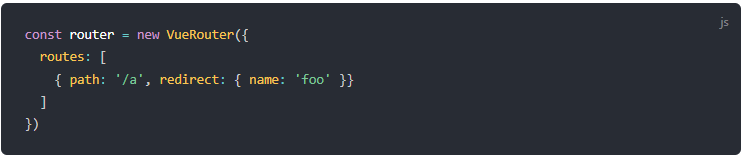 js
const router = new VueRouter({
  routes: [
    { path: '/a', redirect: { name: 'foo' }}
  ]
})